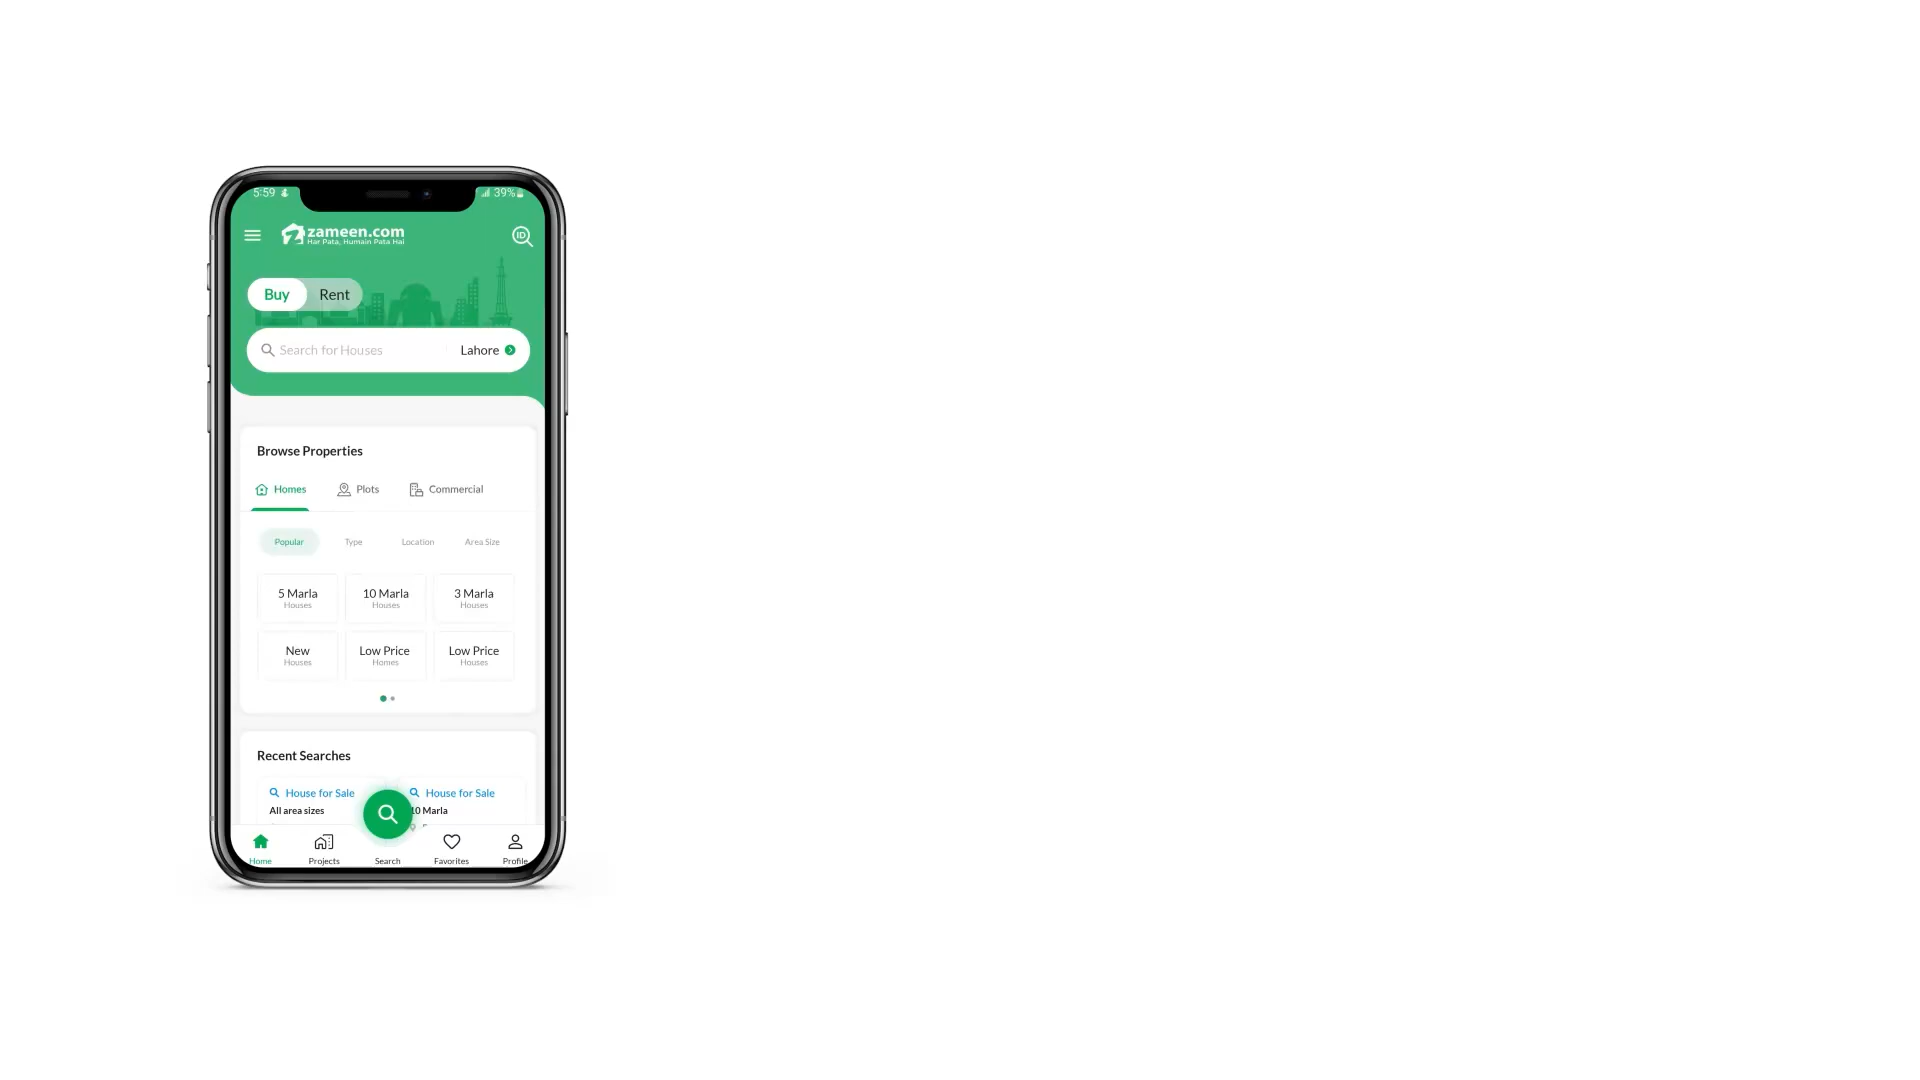 5:59
39%
zameen.com
Har Pata, Humain Pata Hai
ID
Buy Rent
Search for Houses
Lahore
Browse Properties
Homes Plots Commercial
Popular Type Location Area Size
5 Marla
Houses
10 Marla
Houses
3 Marla
Houses
New
Houses
Low Price
Homes
Low Price
Houses
Recent Searches
House for Sale
All area sizes
House for Sale
10 Marla
Home Projects Search Favorites Profile